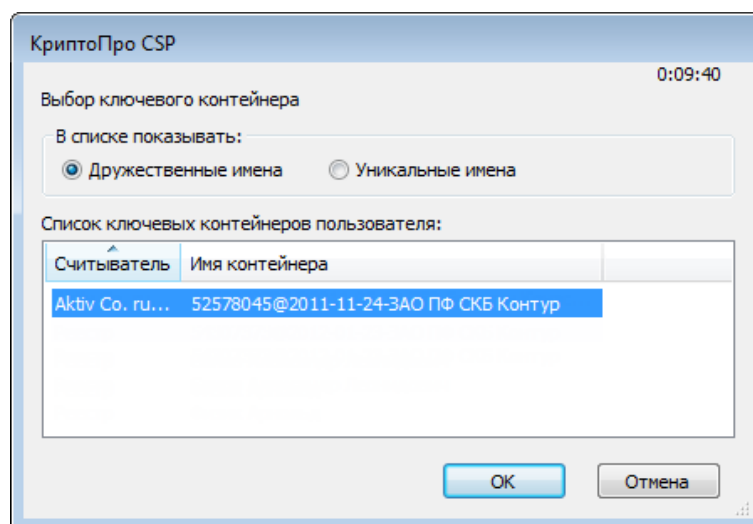 КриптоПро CSP
0:09:40
Выбор ключевого контейнера
В списке показывать:
Дружественные имена Уникальные имена
Список ключевых контейнеров пользователя:
Считыватель Имя контейнера
Aktiv Co. ru... 52578045@2011-11-24-ЗАО ПФ СКБ Контур
OK Отмена